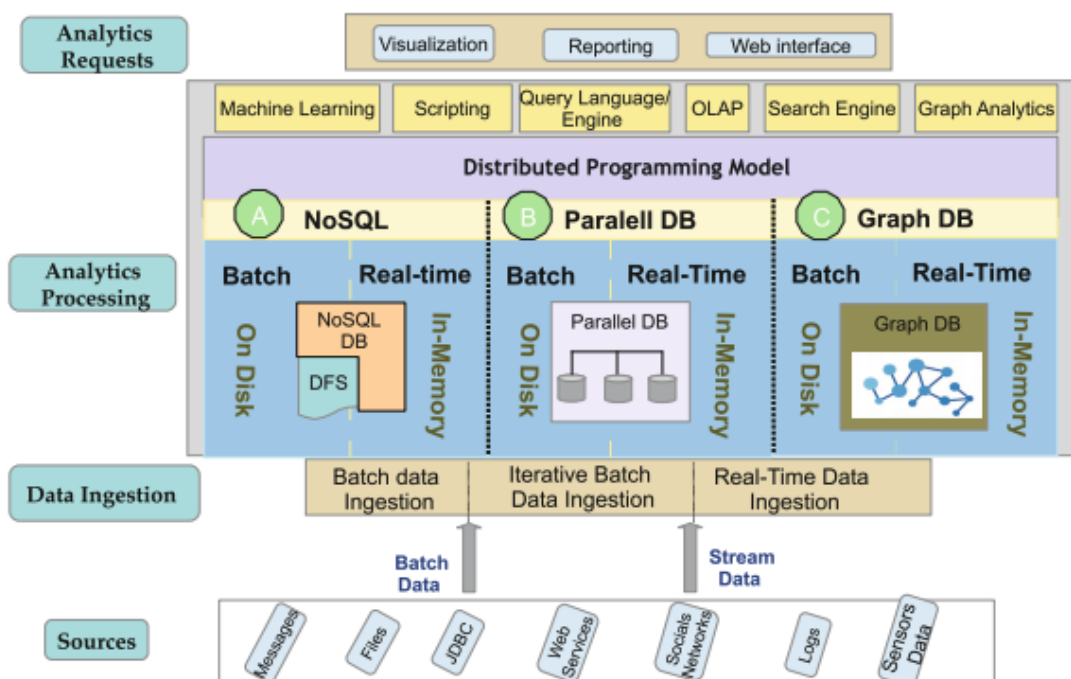 Analytics
Requests
Visualization
Reporting
Web interface
Machine Learning
Scripting
Query Language/
Engine
OLAP
Search Engine
Graph Analytics
Distributed Programming Model
A
NoSQL
B
Paralell DB
C
Graph DB
Analytics
Processing
Batch
Real-time
On Disk
NoSQL
DB
DFS
In-Memory
Batch
Real-Time
On Disk
Parallel DB
In-Memory
Batch
Real-Time
On Disk
Graph DB
In-Memory
Data Ingestion
Batch data
Ingestion
Iterative Batch
Data Ingestion
Real-Time Data
Ingestion
Batch
Data
Stream
Data
Sources
Messages
Files
JDBC
Web
Services
Socials
Networks
Logs
Sensors
Data